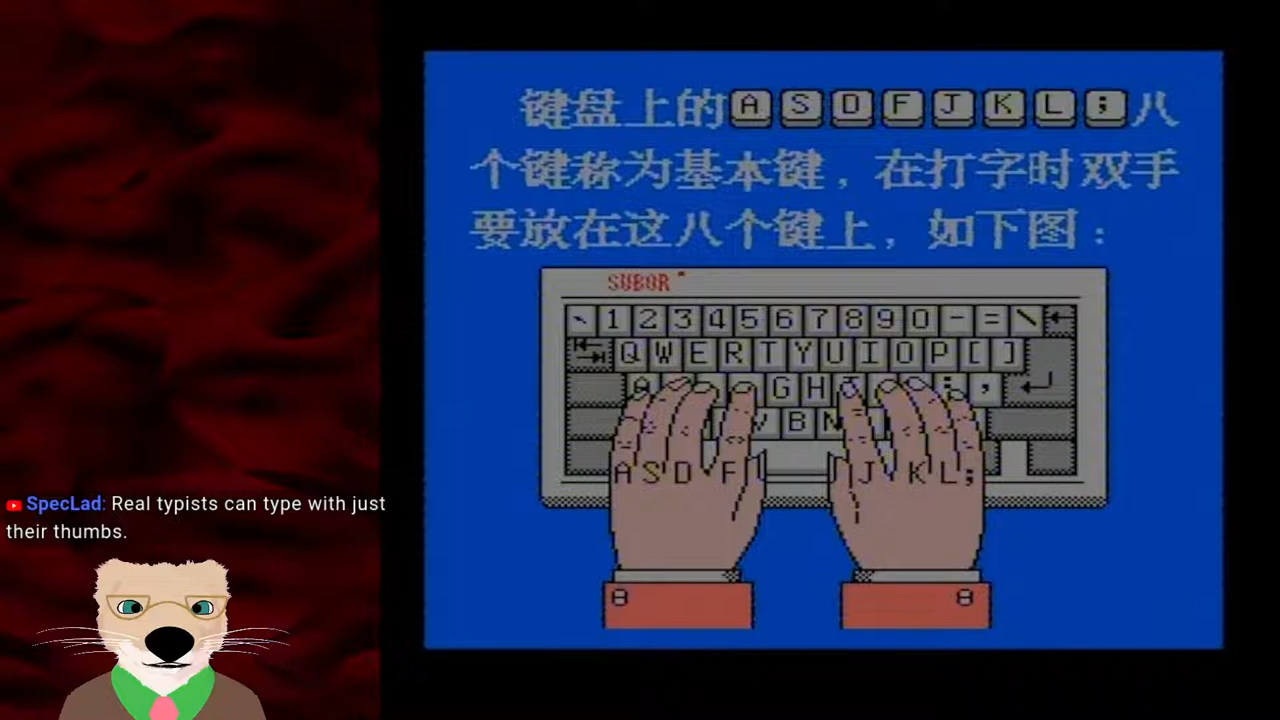 键盘上的ASDFJKL;八
个键称为基本键，在打字时双手
要放在这八个键上，如下图：
SUBOR
1234567890-=\←
QWERTYUIOP[]
A GH ; ,
V B N
ASDF JKL;
SpecLad: Real typists can type with just
their thumbs.